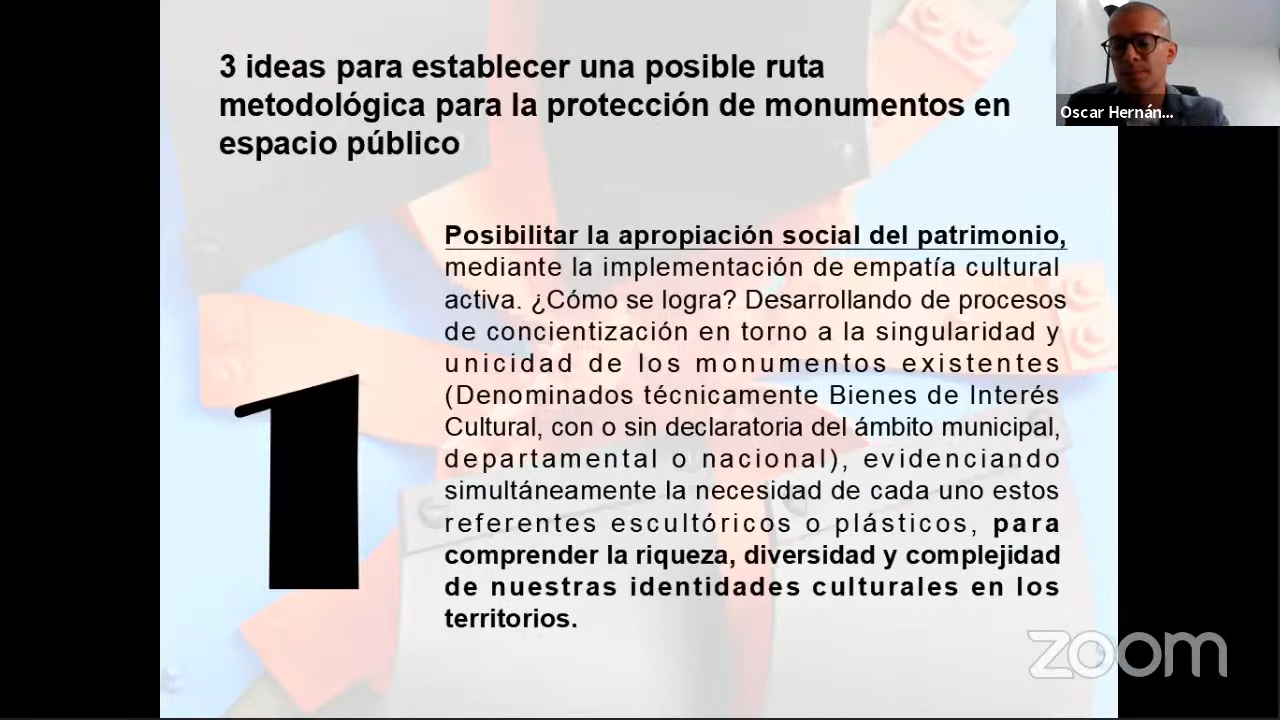 3 ideas para establecer una posible ruta
metodológica para la protección de monumentos en
espacio público
Oscar Hernán...
Posibilitar la apropiación social del patrimonio,
mediante la implementación de empatía cultural
activa. ¿Cómo se logra? Desarrollando de procesos
de concientización en torno a la singularidad y
unicidad de los monumentos existentes
(Denominados técnicamente Bienes de Interés
Cultural, con o sin declaratoria del ámbito municipal,
departamental o nacional), evidenciando
simultáneamente la necesidad de cada uno estos
referentes escultóricos o plásticos, para
comprender la riqueza, diversidad y complejidad
de nuestras identidades culturales en los
territorios.
1
zoom